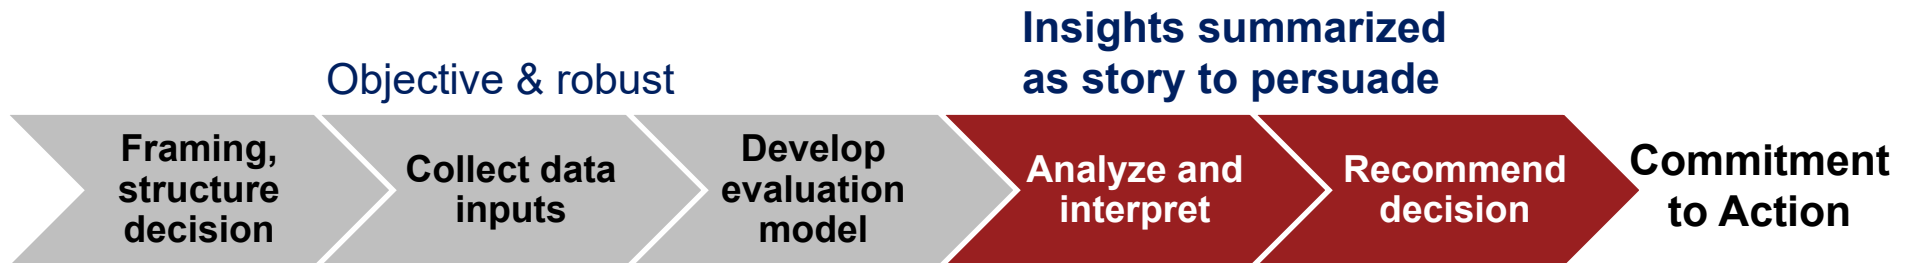 Insights summarized
as story to persuade
Objective & robust
Framing,
structure
decision
Collect data
inputs
Develop
evaluation
model
Analyze and
interpret
Recommend
decision
Commitment
to Action